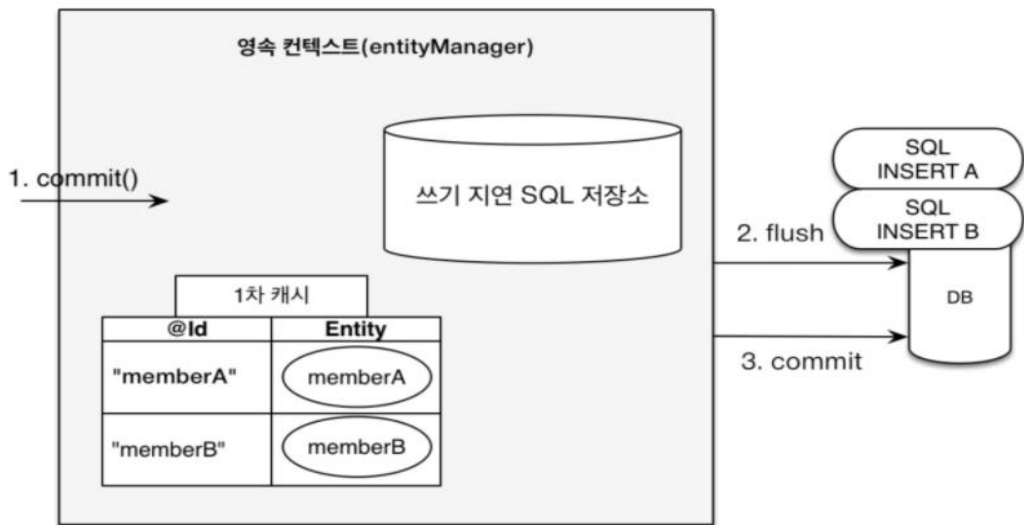 영속 컨텍스트(entityManager)
1. commit()
쓰기 지연 SQL 저장소
SQL
INSERT A
SQL
INSERT B
2. flush
DB
3. commit
1차 캐시
@Id Entity
"memberA" memberA
"memberB" memberB